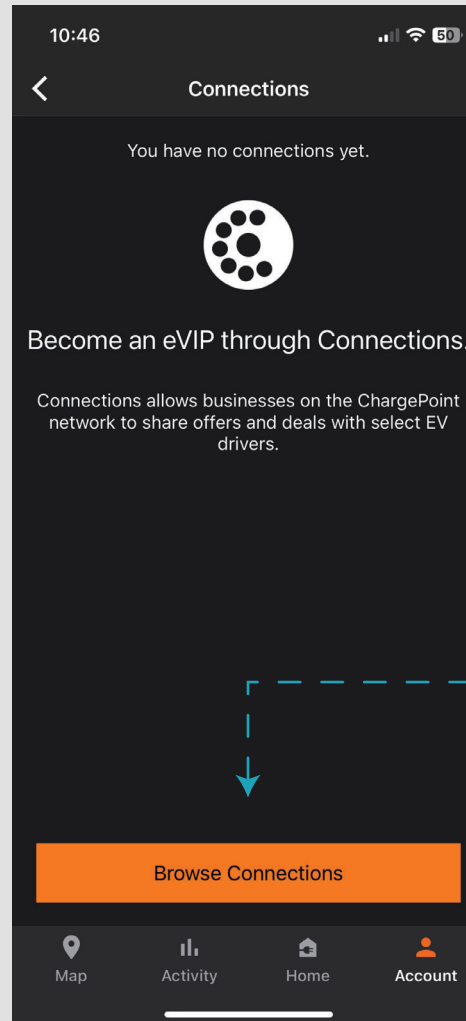 10:46
50
Connections
You have no connections yet.
Become an eVIP through Connections.
Connections allows businesses on the ChargePoint
network to share offers and deals with select EV
drivers.
Browse Connections
Map
Activity
Home
Account